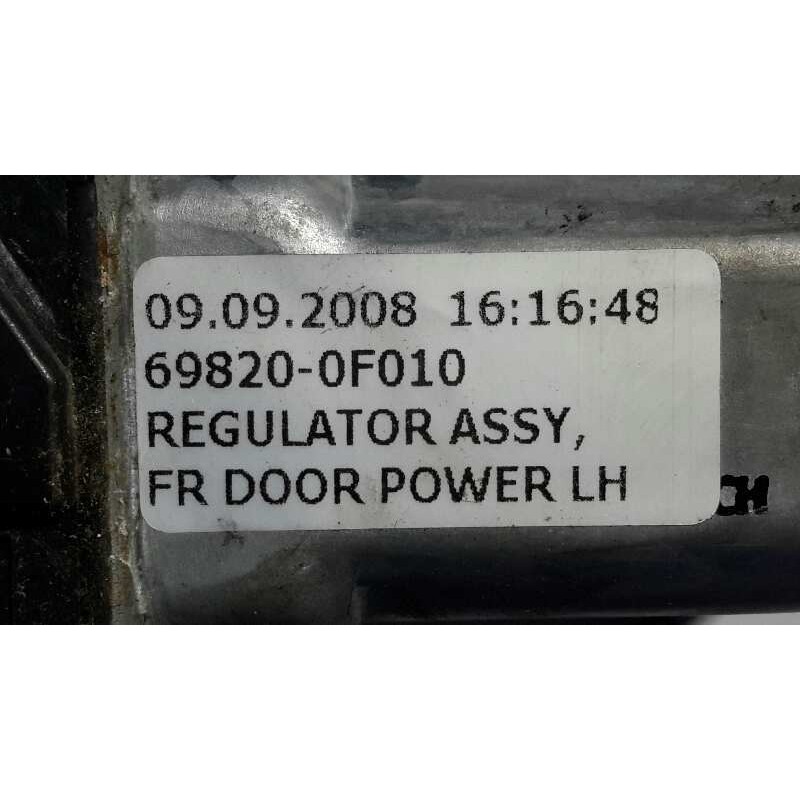 09.09.2008 16:16:48
69820-0F010
REGULATOR ASSY,
FR DOOR POWER LH